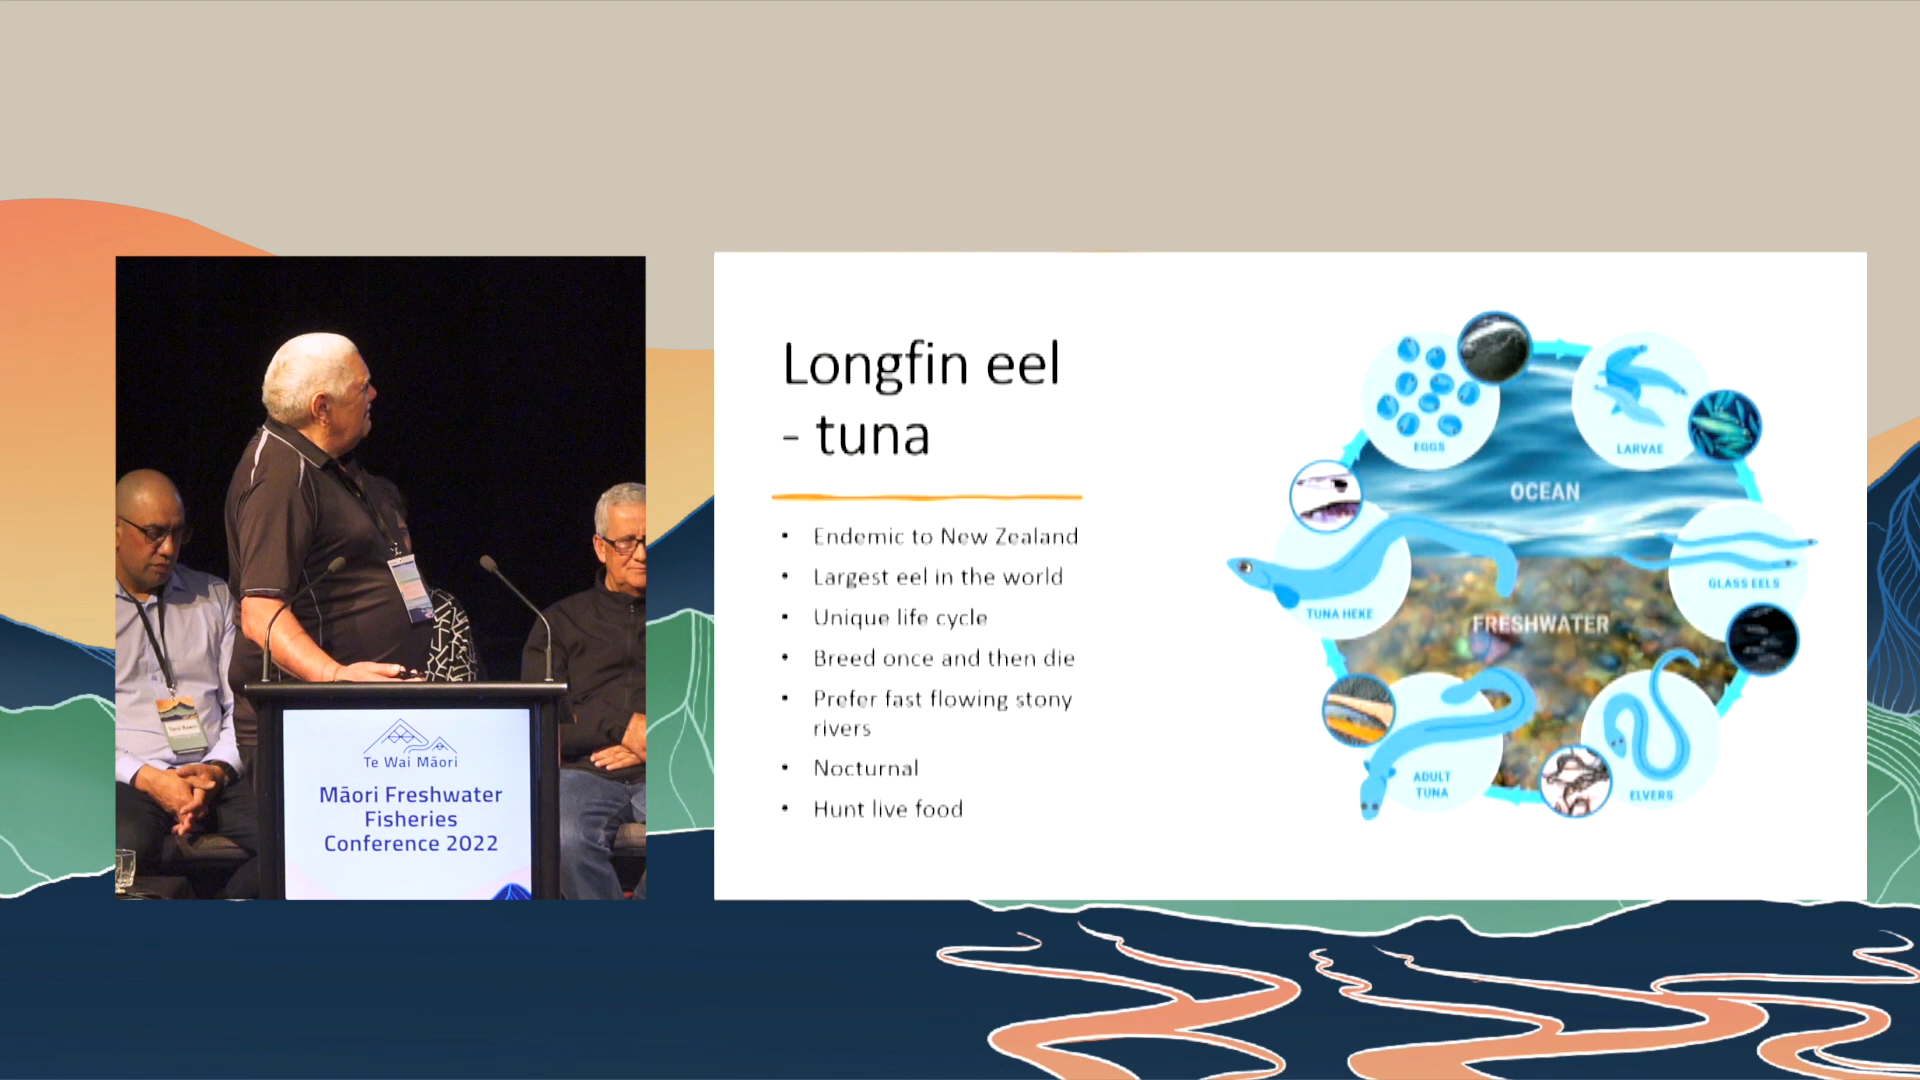 Te Wai Māori
Māori Freshwater
Fisheries
Conference 2022
Longfin eel
- tuna
• Endemic to New Zealand
• Largest eel in the world
• Unique life cycle
• Breed once and then die
• Prefer fast flowing stony
rivers
• Nocturnal
• Hunt live food
EGGS
LARVAE
OCEAN
GLASS EELS
TUNA HEKE
FRESHWATER
ADULT
TUNA
ELVERS